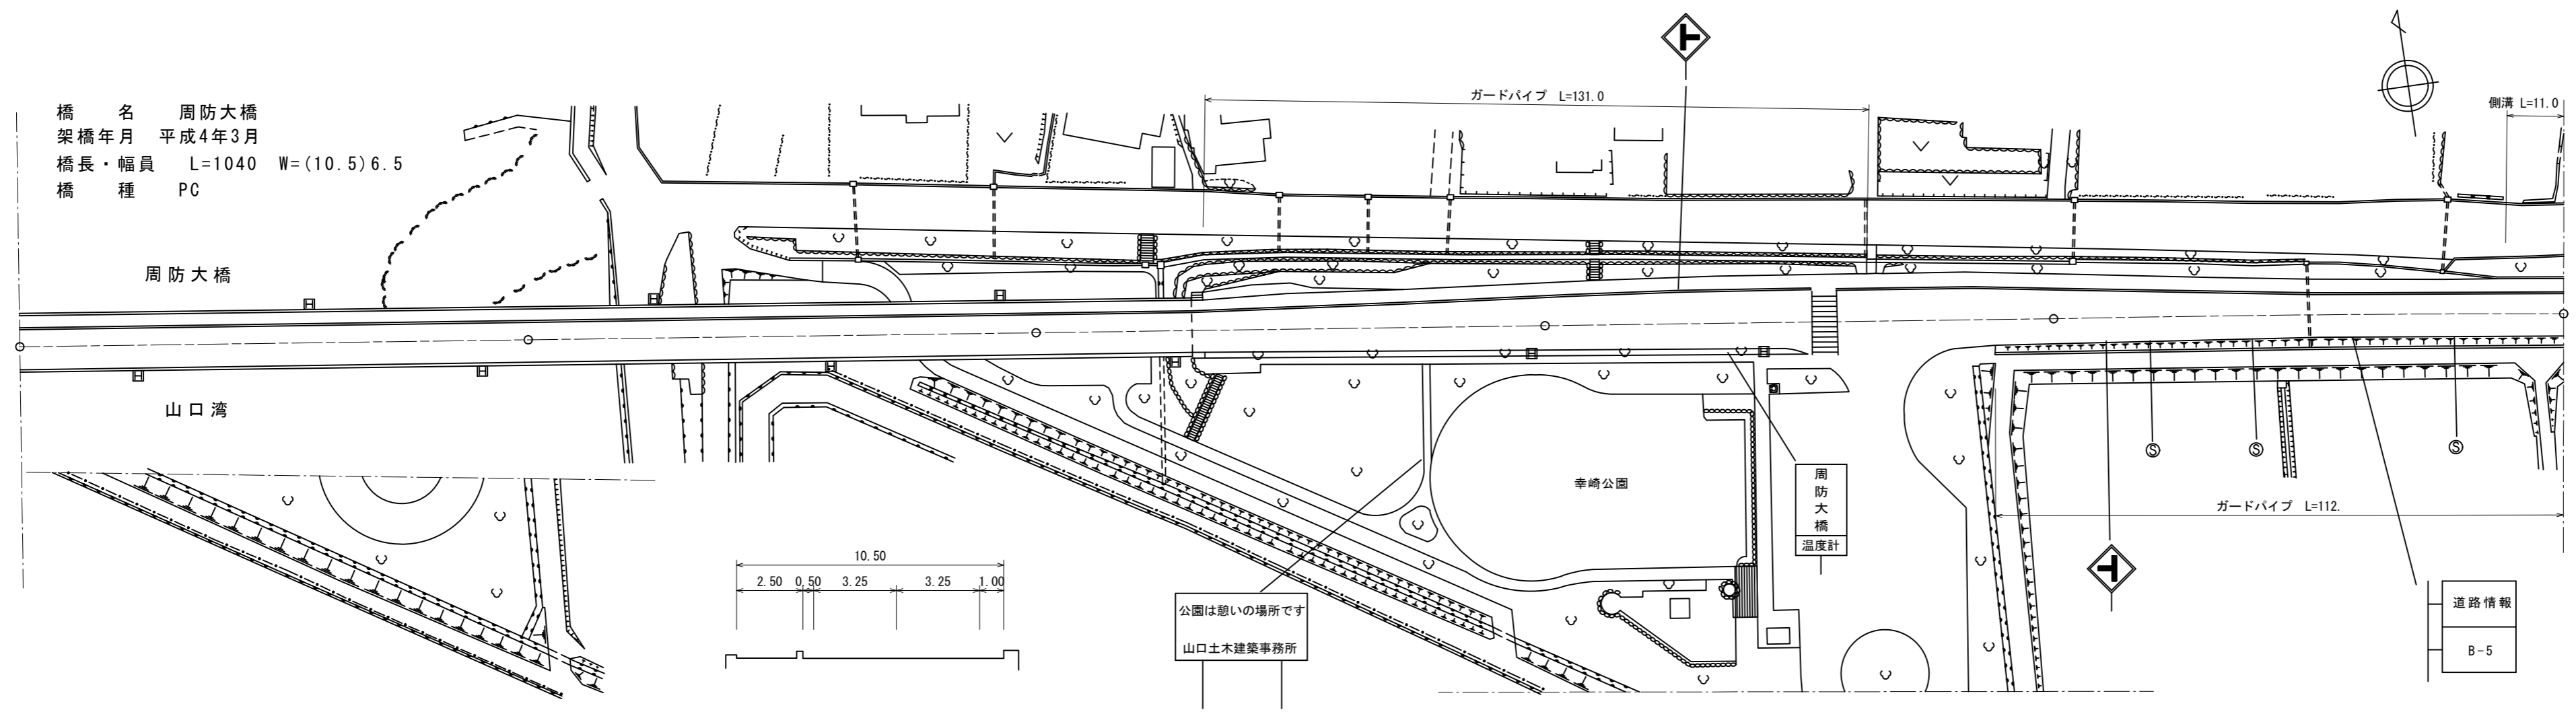 橋　名　周防大橋
架橋年月　平成4年3月
橋長・幅員　L=1040　W=(10.5)6.5
橋　種　PC
ガードパイプ　L=131.0
側溝 L=11.0
周防大橋
山口湾
幸崎公園
周防大橋
温度計
S
S
S
ガードパイプ　L=112.
10.50
2.50 0.50 3.25 3.25 1.00
公園は憩いの場所です
山口土木建築事務所
道路情報
B-5